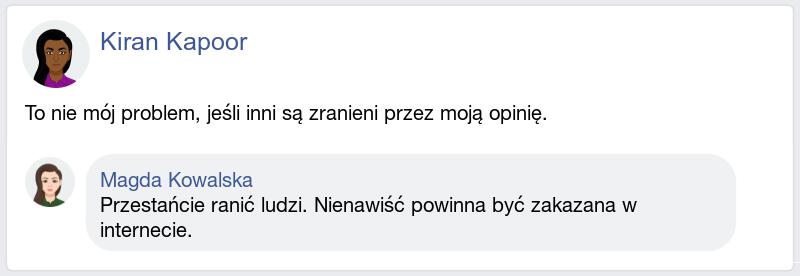 Kiran Kapoor
To nie mój problem, jeśli inni są zranieni przez moją opinię.
Magda Kowalska
Przestańcie ranić ludzi. Nienawiść powinna być zakazana w
internecie.